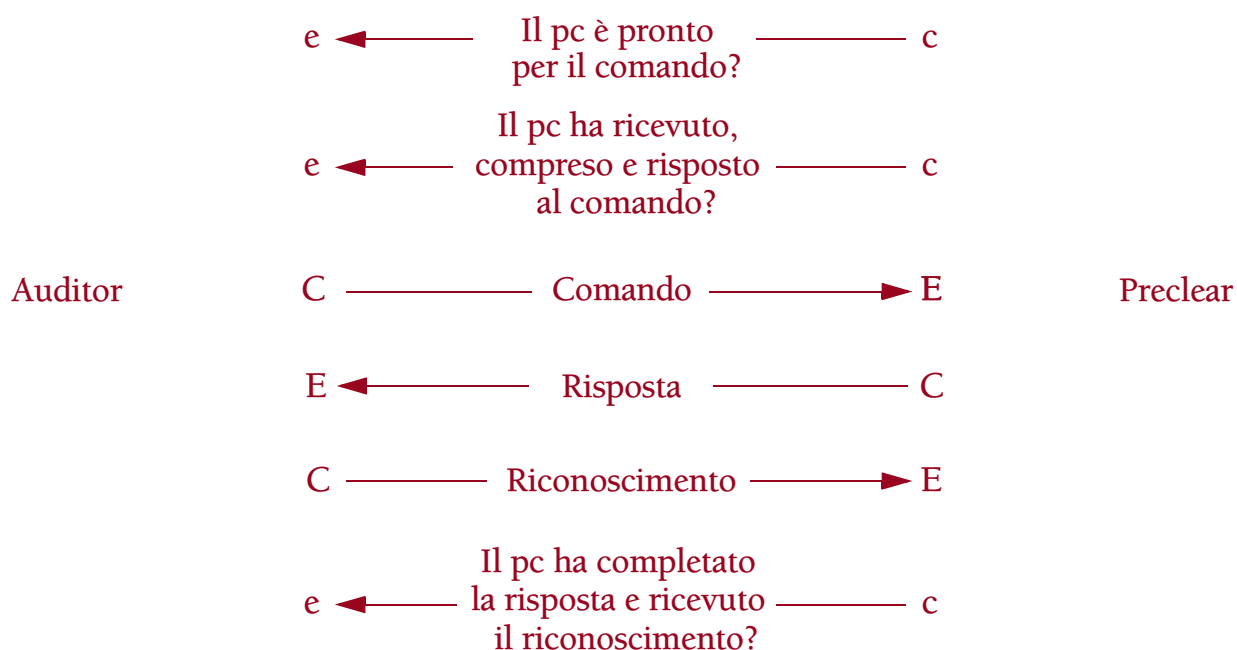 e Il pc è pronto c
per il comando?
Il pc ha ricevuto,
e compreso e risposto c
al comando?
Auditor C Comando E Preclear
E Risposta C
C Riconoscimento E
Il pc ha completato
e la risposta e ricevuto c
il riconoscimento?